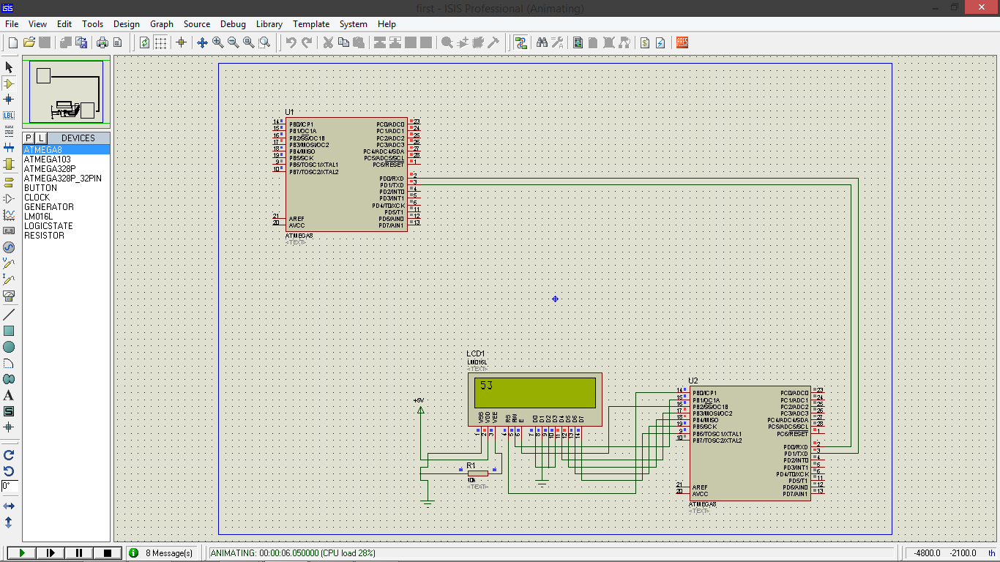 isis
first - ISIS Professional (Animating)
File View Edit Tools Design Graph Source Debug Library Template System Help
ARES
LBL
P L DEVICES
ATMEGA8
ATMEGA103
ATMEGA328P
ATMEGA328P_32PIN
BUTTON
CLOCK
GENERATOR
LM016L
LOGICSTATE
RESISTOR
A
S
0°
U1
14 PB0/ICP1 PC0/ADC0 23
15 PB1/OC1A PC1/ADC1 24
16 PB2/SS/OC1B PC2/ADC2 25
17 PB3/MOSI/OC2 PC3/ADC3 26
18 PB4/MISO PC4/ADC4/SDA 27
19 PB5/SCK PC5/ADC5/SCL 28
9 PB6/TOSC1/XTAL1 PC6/RESET 1
10 PB7/TOSC2/XTAL2
PD0/RXD 2
PD1/TXD 3
PD2/INT0 4
PD3/INT1 5
PD4/T0/XCK 6
PD5/T1 11
21 AREF PD6/AIN0 12
20 AVCC PD7/AIN1 13
ATMEGA8
<TEXT>
LCD1
LM016L
<TEXT>
53
VSS VDD VEE RS RW E D0 D1 D2 D3 D4 D5 D6 D7
1 2 3 4 5 6 7 8 9 10 11 12 13 14
+5V
R1
10k
<TEXT>
U2
14 PB0/ICP1 PC0/ADC0 23
15 PB1/OC1A PC1/ADC1 24
16 PB2/SS/OC1B PC2/ADC2 25
17 PB3/MOSI/OC2 PC3/ADC3 26
18 PB4/MISO PC4/ADC4/SDA 27
19 PB5/SCK PC5/ADC5/SCL 28
9 PB6/TOSC1/XTAL1 PC6/RESET 1
10 PB7/TOSC2/XTAL2
PD0/RXD 2
PD1/TXD 3
PD2/INT0 4
PD3/INT1 5
PD4/T0/XCK 6
PD5/T1 11
21 AREF PD6/AIN0 12
20 AVCC PD7/AIN1 13
ATMEGA8
<TEXT>
8 Message(s) ANIMATING: 00:00:06.050000 (CPU load 28%) -4800.0 -2100.0 th